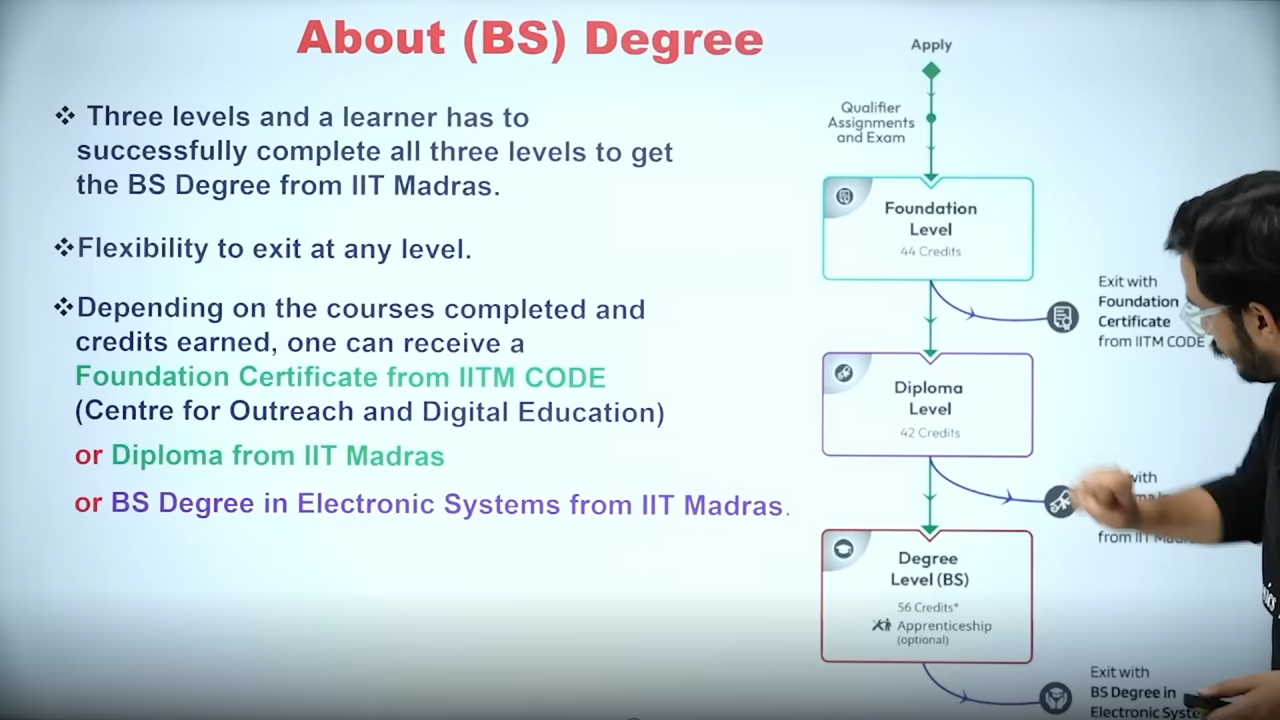 About (BS) Degree
❖ Three levels and a learner has to
successfully complete all three levels to get
the BS Degree from IIT Madras.
❖Flexibility to exit at any level.
❖Depending on the courses completed and
credits earned, one can receive a
Foundation Certificate from IITM CODE
(Centre for Outreach and Digital Education)
or Diploma from IIT Madras
or BS Degree in Electronic Systems from IIT Madras.
Apply
Qualifier
Assignments
and Exam
Foundation
Level
44 Credits
Exit with
Foundation
Certificate
from IITM CODE
Diploma
Level
42 Credits
with
from IIT
Degree
Level (BS)
56 Credits*
Apprenticeship
(optional)
Exit with
BS Degree in
Electronic